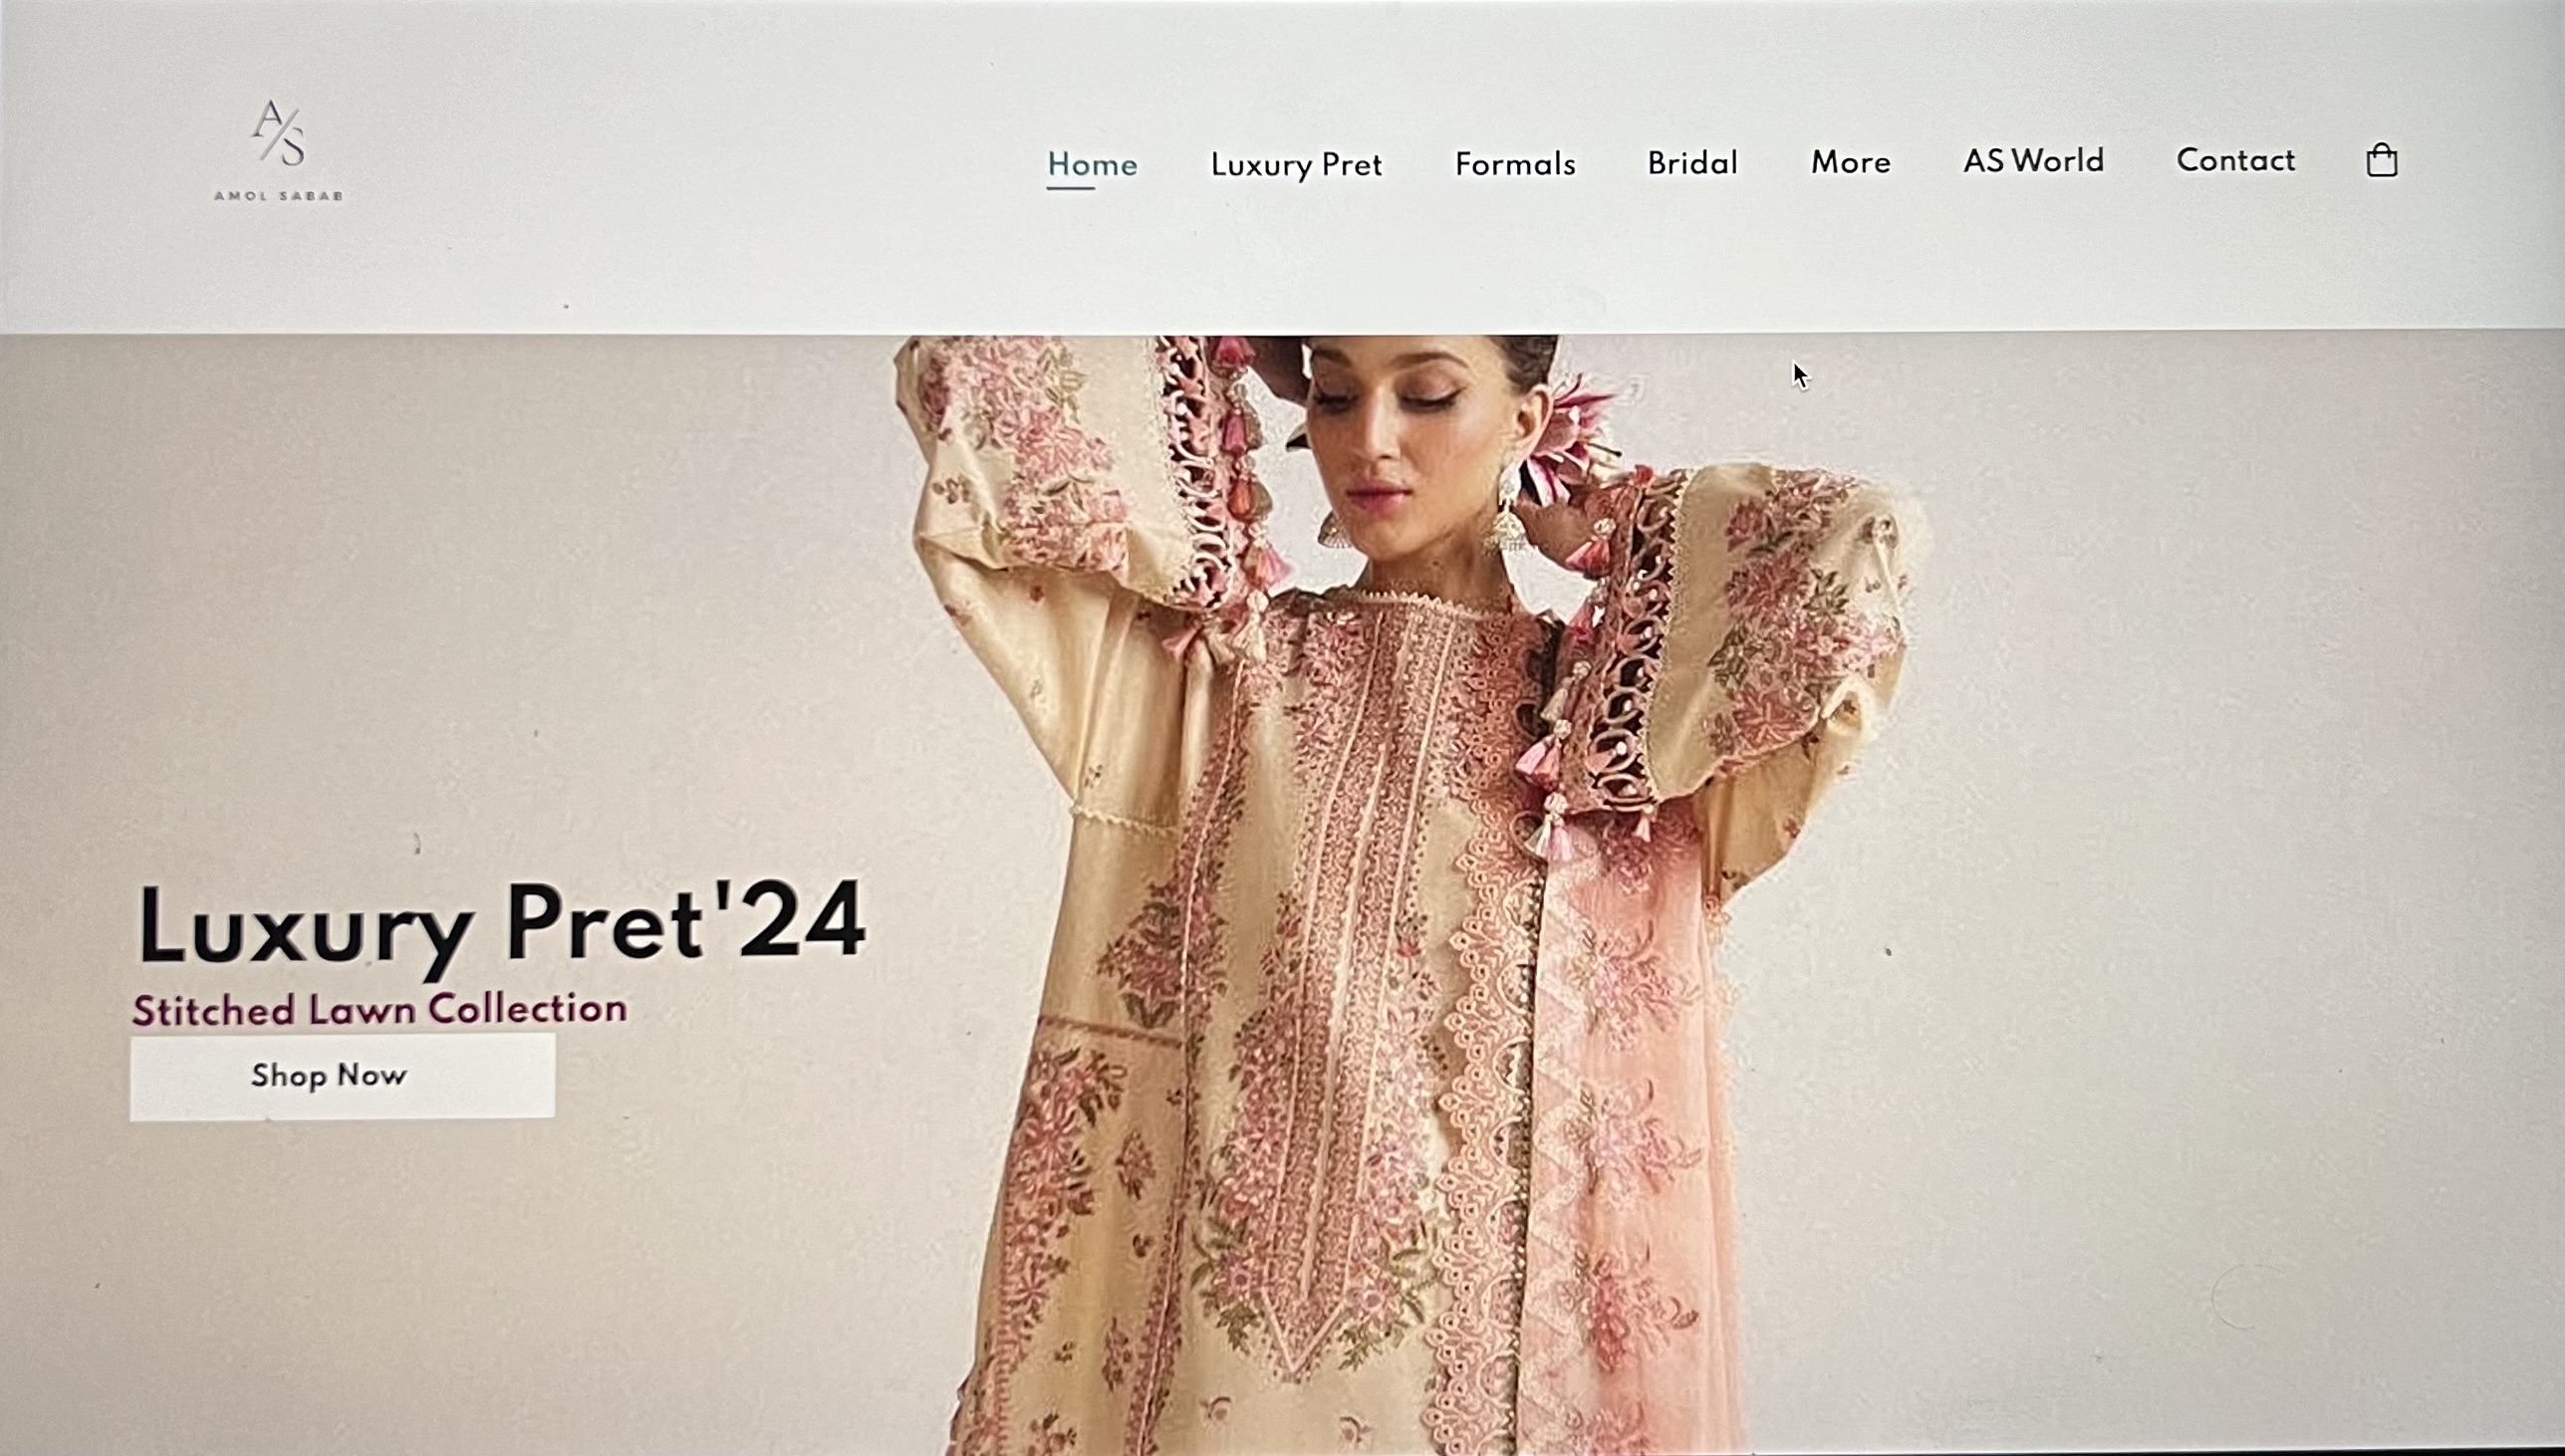 A/S
AMOL SABAB
Home Luxury Pret Formals Bridal More AS World Contact
Luxury Pret'24
Stitched Lawn Collection
Shop Now